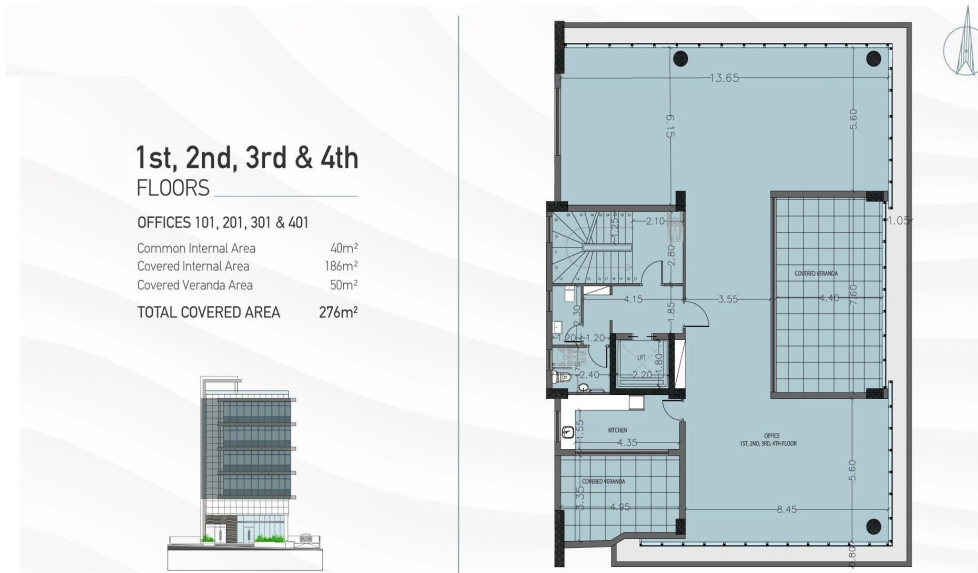 1st, 2nd, 3rd & 4th
FLOORS
OFFICES 101, 201, 301 & 401
Common Internal Area 40m²
Covered Internal Area 186m²
Covered Veranda Area 50m²
TOTAL COVERED AREA 276m²
13.65
6.15
5.60
1.25
2.10
2.80
1.05
COVERED VERANDA
4.40
7.60
4.15
3.55
2.30
1.85
1.20
1.20
LIFT
1.80
2.40
2.20
KITCHEN
1.55
4.35
OFFICE
1ST, 2ND, 3RD, 4TH FLOOR
5.60
COVERED VERANDA
3.35
4.95
8.45
0.80